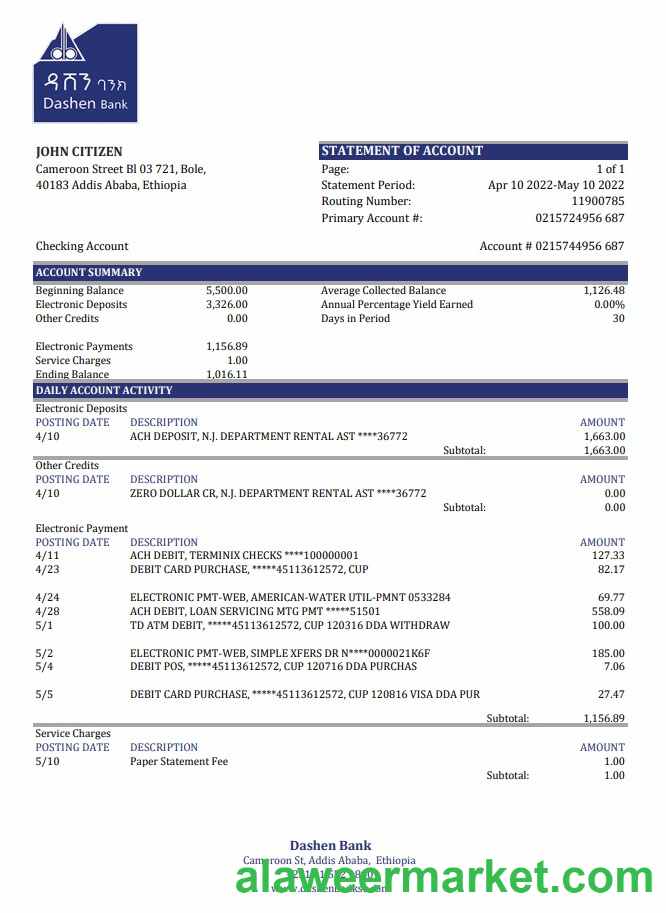 ዳሸን ባንክ
Dashen Bank
JOHN CITIZEN
Cameroon Street Bl 03 721, Bole,
40183 Addis Ababa, Ethiopia
STATEMENT OF ACCOUNT
Page: 1 of 1
Statement Period: Apr 10 2022-May 10 2022
Routing Number: 11900785
Primary Account #: 0215724956 687
Checking Account Account # 0215744956 687
ACCOUNT SUMMARY
Beginning Balance 5,500.00 Average Collected Balance 1,126.48
Electronic Deposits 3,326.00 Annual Percentage Yield Earned 0.00%
Other Credits 0.00 Days in Period 30
Electronic Payments 1,156.89
Service Charges 1.00
Ending Balance 1,016.11
DAILY ACCOUNT ACTIVITY
Electronic Deposits
POSTING DATE DESCRIPTION AMOUNT
4/10 ACH DEPOSIT, N.J. DEPARTMENT RENTAL AST ****36772 1,663.00
Subtotal: 1,663.00
Other Credits
POSTING DATE DESCRIPTION AMOUNT
4/10 ZERO DOLLAR CR, N.J. DEPARTMENT RENTAL AST ****36772 0.00
Subtotal: 0.00
Electronic Payment
POSTING DATE DESCRIPTION AMOUNT
4/11 ACH DEBIT, TERMINIX CHECKS ****100000001 127.33
4/23 DEBIT CARD PURCHASE, *****45113612572, CUP 82.17
4/24 ELECTRONIC PMT-WEB, AMERICAN-WATER UTIL-PMNT 0533284 69.77
4/28 ACH DEBIT, LOAN SERVICING MTG PMT *****51501 558.09
5/1 TD ATM DEBIT, *****45113612572, CUP 120316 DDA WITHDRAW 100.00
5/2 ELECTRONIC PMT-WEB, SIMPLE XFERS DR N****0000021K6F 185.00
5/4 DEBIT POS, *****45113612572, CUP 120716 DDA PURCHAS 7.06
5/5 DEBIT CARD PURCHASE, *****45113612572, CUP 120816 VISA DDA PUR 27.47
Subtotal: 1,156.89
Service Charges
POSTING DATE DESCRIPTION AMOUNT
5/10 Paper Statement Fee 1.00
Subtotal: 1.00
Dashen Bank
Cameroon St, Addis Ababa, Ethiopia
alaweermarket.com